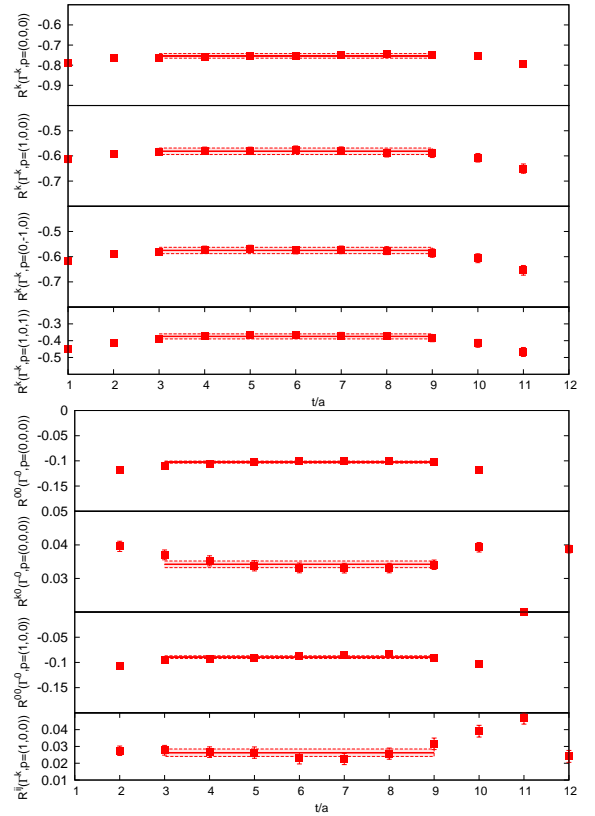 R^k(Γ^k,p=(0,0,0))
-0.6
-0.7
-0.8
-0.9
R^k(Γ^k,p=(1,0,0))
-0.5
-0.6
-0.7
R^k(Γ^k,p=(0,-1,0))
-0.5
-0.6
-0.7
R^k(Γ^k,p=(1,0,1))
-0.3
-0.4
-0.5
1 2 3 4 5 6 7 8 9 10 11 12
t/a
R^00(Γ^0,p=(0,0,0))
0
-0.05
-0.1
-0.15
R^k0(Γ^0,p=(0,0,0))
0.05
0.04
0.03
R^00(Γ^0,p=(1,0,0))
-0.05
-0.1
-0.15
R^ij(Γ^k,p=(1,0,0))
0.04
0.03
0.02
0.01
1 2 3 4 5 6 7 8 9 10 11 12
t/a